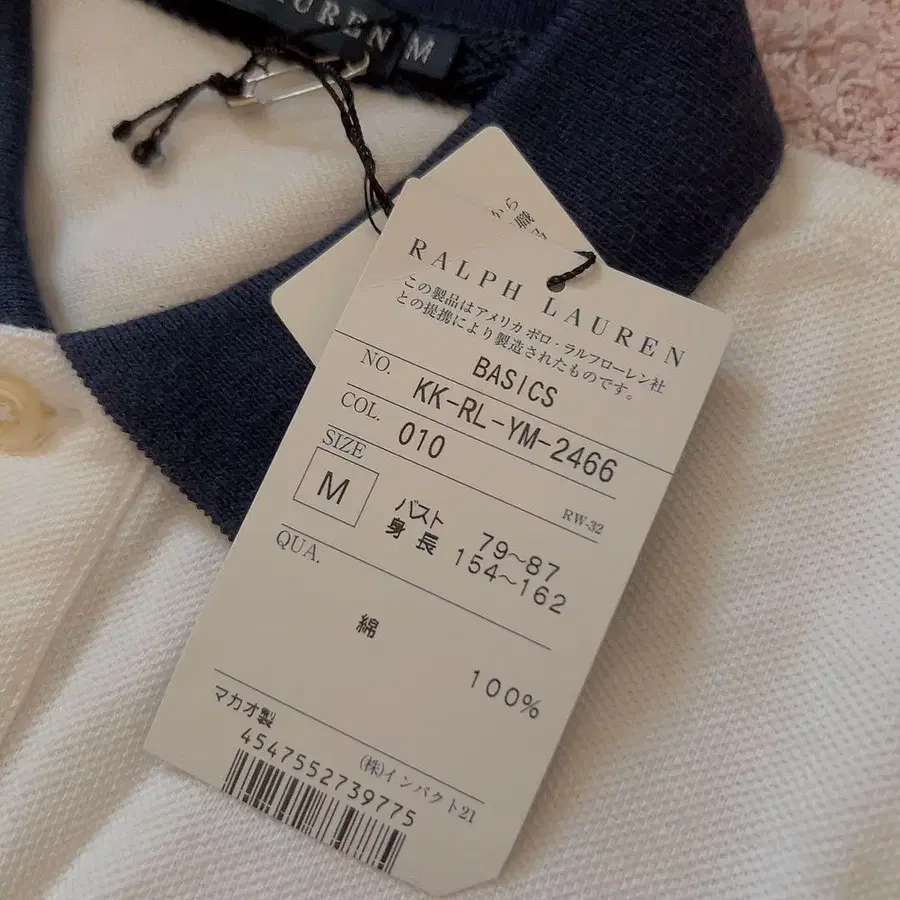 UREN M
RALPH LAUREN
この製品はアメリカ ポロ・ラルフローレン社
との提携により製造されたものです。
BASICS
NO. KK-RL-YM-2466
COL. 010
RW-32
SIZE
M
バスト 79~87
身長 154~162
QUA.
綿
100%
マカオ製
(株)インパクト21
4547552739775